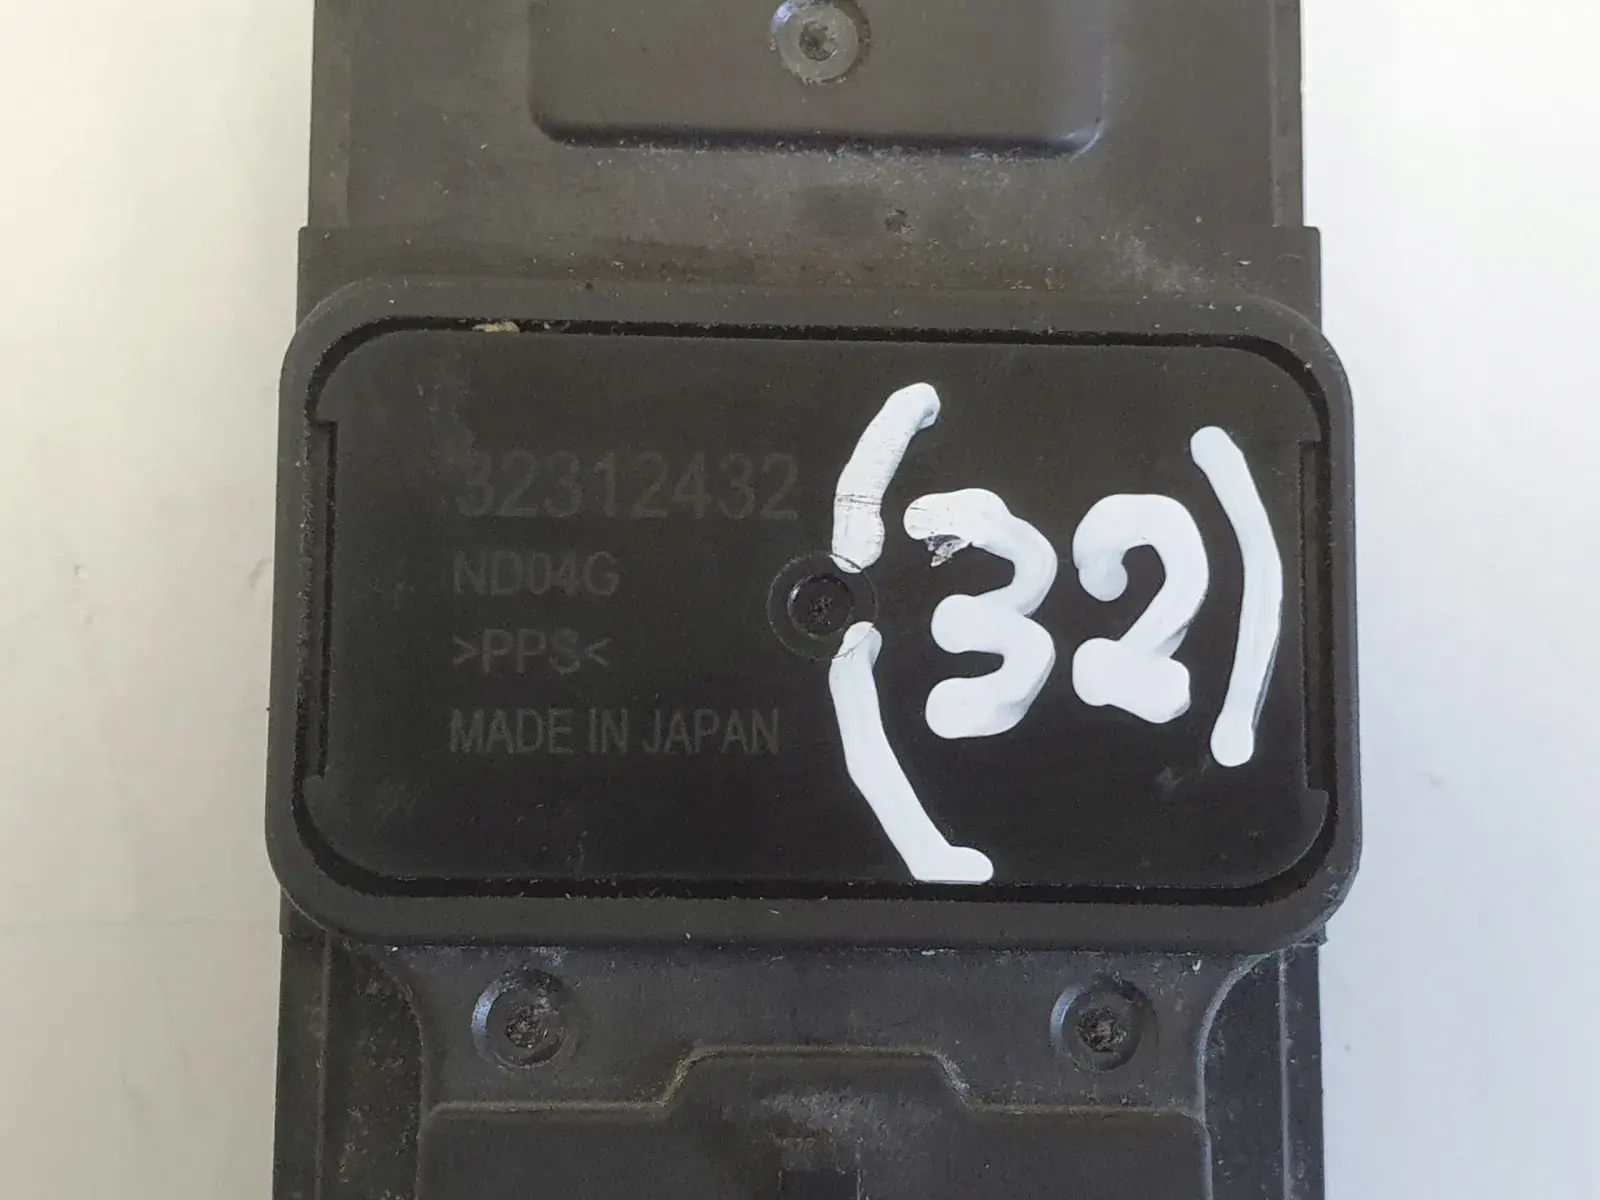 32312432
(32)
ND04G
>PPS<
MADE IN JAPAN